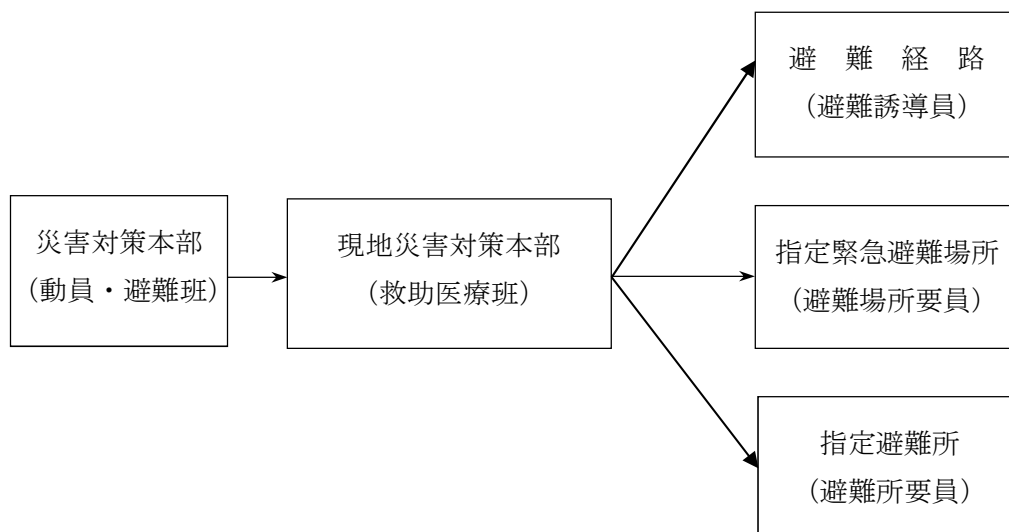 災害対策本部
（動員・避難班）
現地災害対策本部
（救助医療班）
避　難　経　路
（避難誘導員）
指定緊急避難場所
（避難場所要員）
指定避難所
（避難所要員）